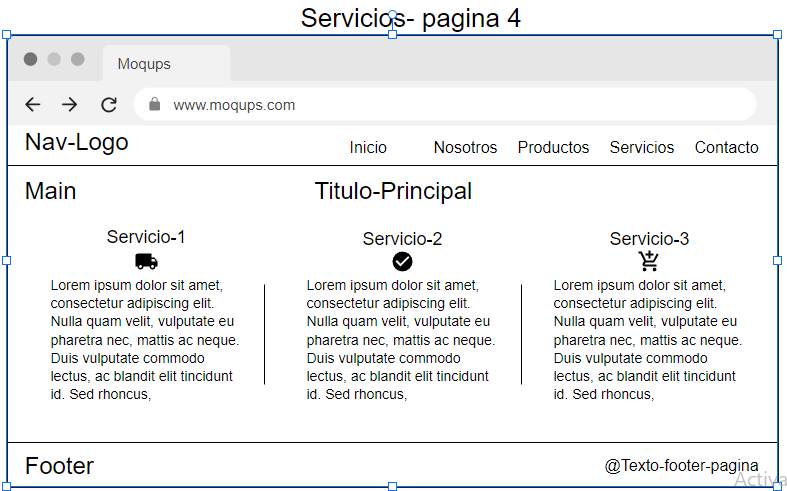 Servicios- pagina 4
Moqups
www.moqups.com
Nav-Logo
Inicio Nosotros Productos Servicios Contacto
Main Titulo-Principal
Servicio-1
Lorem ipsum dolor sit amet,
consectetur adipiscing elit.
Nulla quam velit, vulputate eu
pharetra nec, mattis ac neque.
Duis vulputate commodo
lectus, ac blandit elit tincidunt
id. Sed rhoncus,
Servicio-2
Lorem ipsum dolor sit amet,
consectetur adipiscing elit.
Nulla quam velit, vulputate eu
pharetra nec, mattis ac neque.
Duis vulputate commodo
lectus, ac blandit elit tincidunt
id. Sed rhoncus,
Servicio-3
Lorem ipsum dolor sit amet,
consectetur adipiscing elit.
Nulla quam velit, vulputate eu
pharetra nec, mattis ac neque.
Duis vulputate commodo
lectus, ac blandit elit tincidunt
id. Sed rhoncus,
Footer @Texto-footer-pagina
Activa